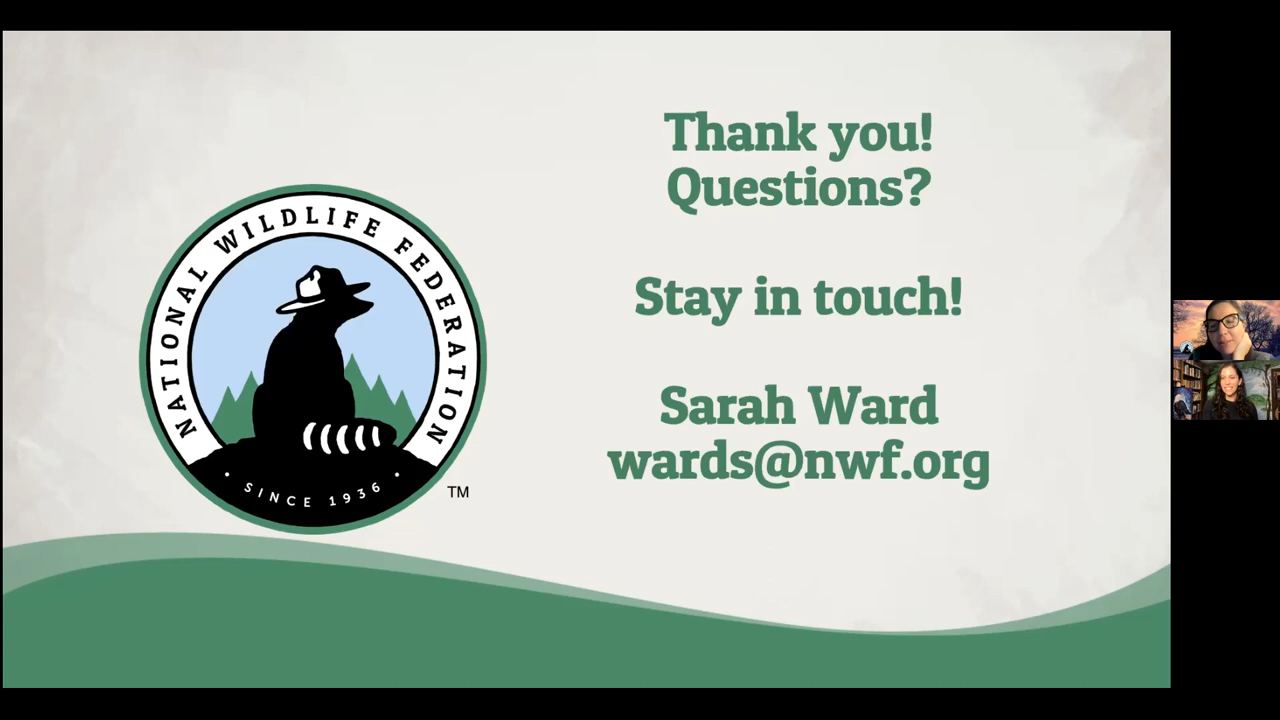 NATIONAL WILDLIFE FEDERATION
SINCE 1936
TM
Thank you!
Questions?
Stay in touch!
Sarah Ward
wards@nwf.org